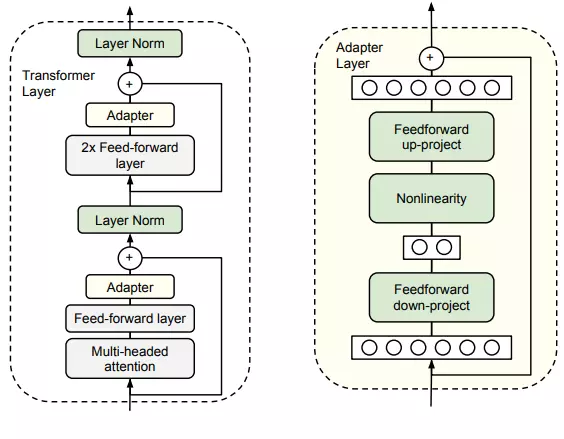 Transformer
Layer
Layer Norm
+
Adapter
2x Feed-forward
layer
Layer Norm
+
Adapter
Feed-forward layer
Multi-headed
attention
Adapter
Layer
+
Feedforward
up-project
Nonlinearity
Feedforward
down-project